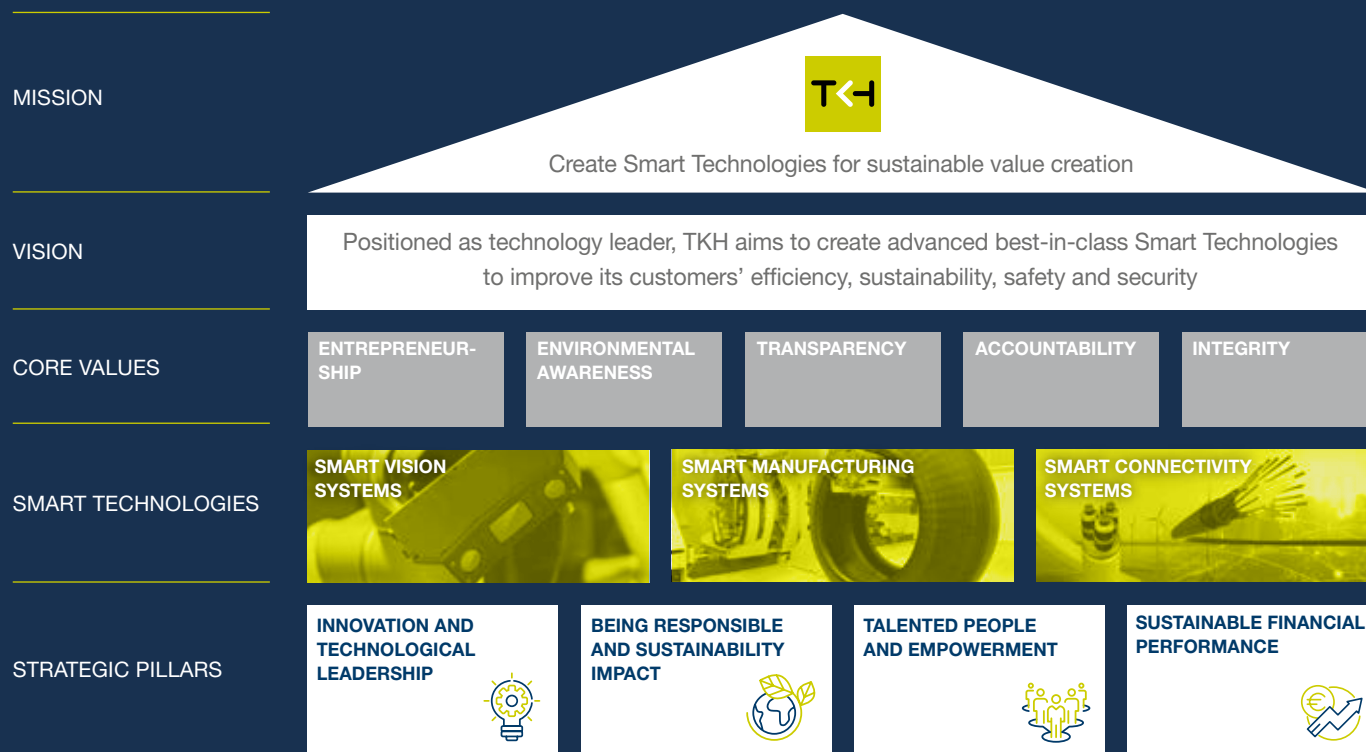 MISSION
TKH
Create Smart Technologies for sustainable value creation
VISION
Positioned as technology leader, TKH aims to create advanced best-in-class Smart Technologies
to improve its customers’ efficiency, sustainability, safety and security
CORE VALUES
ENTREPRENEUR-
SHIP
ENVIRONMENTAL
AWARENESS
TRANSPARENCY
ACCOUNTABILITY
INTEGRITY
SMART TECHNOLOGIES
SMART VISION
SYSTEMS
SMART MANUFACTURING
SYSTEMS
SMART CONNECTIVITY
SYSTEMS
STRATEGIC PILLARS
INNOVATION AND
TECHNOLOGICAL
LEADERSHIP
BEING RESPONSIBLE
AND SUSTAINABILITY
IMPACT
TALENTED PEOPLE
AND EMPOWERMENT
SUSTAINABLE FINANCIAL
PERFORMANCE
€